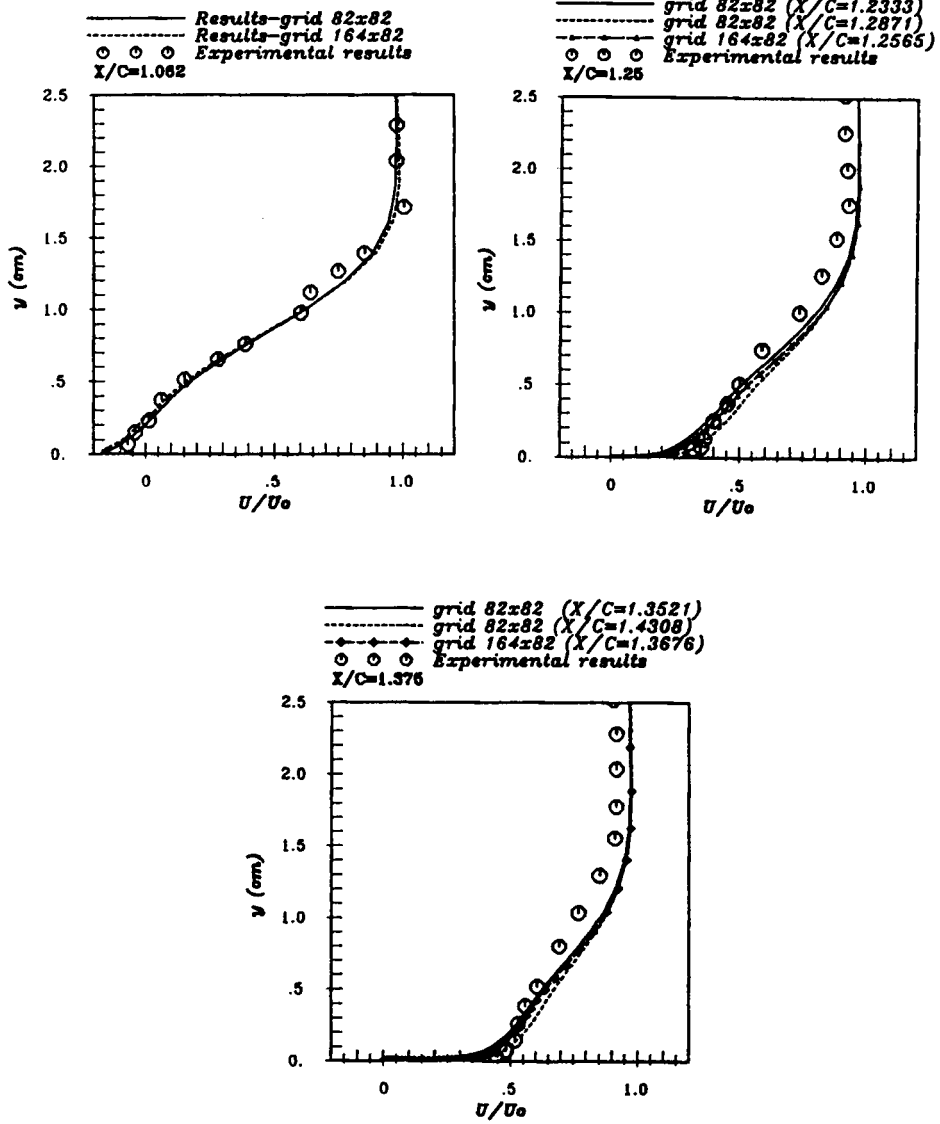 Results-grid 82x82
Results-grid 164x82
Experimental results
X/C=1.062
2.5
2.0
1.5
1.0
.5
0.
y (cm)
0 .5 1.0
U/Uo
grid 82x82 (X/C=1.2333)
grid 82x82 (X/C=1.2871)
grid 164x82 (X/C=1.2565)
Experimental results
X/C=1.25
2.5
2.0
1.5
1.0
.5
0.
y (cm)
0 .5 1.0
U/Uo
grid 82x82 (X/C=1.3521)
grid 82x82 (X/C=1.4308)
grid 164x82 (X/C=1.3676)
Experimental results
X/C=1.375
2.5
2.0
1.5
1.0
.5
0.
y (cm)
0 .5 1.0
U/Uo